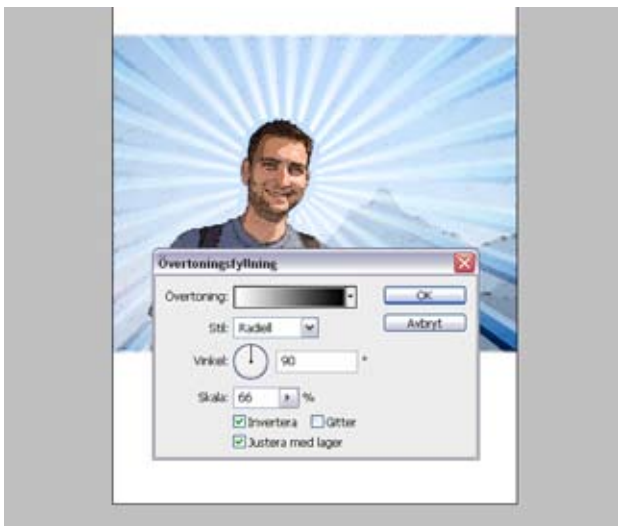 Övertoningsfyllning
Övertoning:
OK
Stil: Radiell
Avbryt
Vinkel: 90 °
Skala: 66 %
Invertera Gitter
Justera med lager